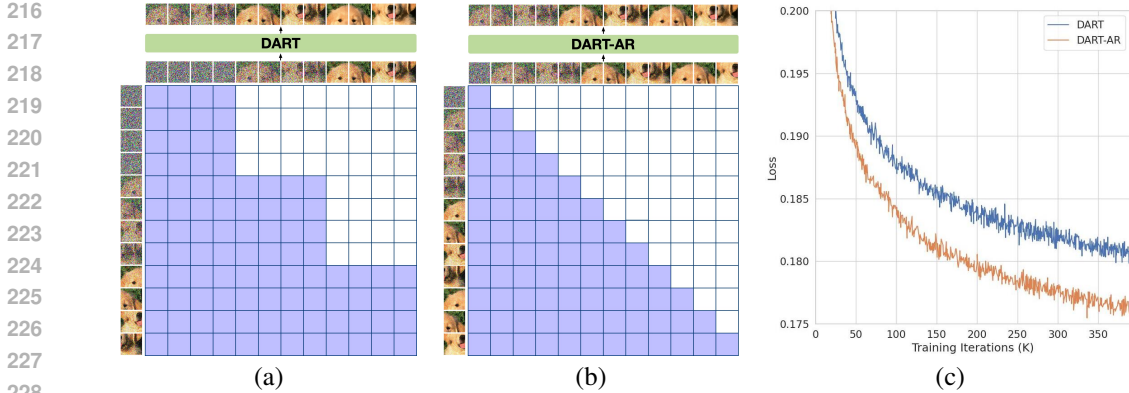 216
217
218
219
220
221
222
223
224
225
226
227
228
DART
(a)
DART-AR
(b)
0.200
0.195
0.190
0.185
0.180
0.175
Loss
DART
DART-AR
0 50 100 150 200 250 300 350
Training Iterations (K)
(c)